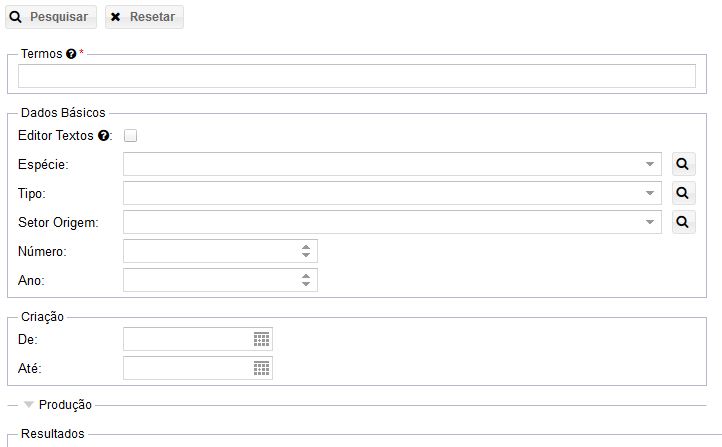 Pesquisar Resetar
Termos ? *
Dados Básicos
Editor Textos ?:
Espécie:
Tipo:
Setor Origem:
Número:
Ano:
Criação
De:
Até:
Produção
Resultados